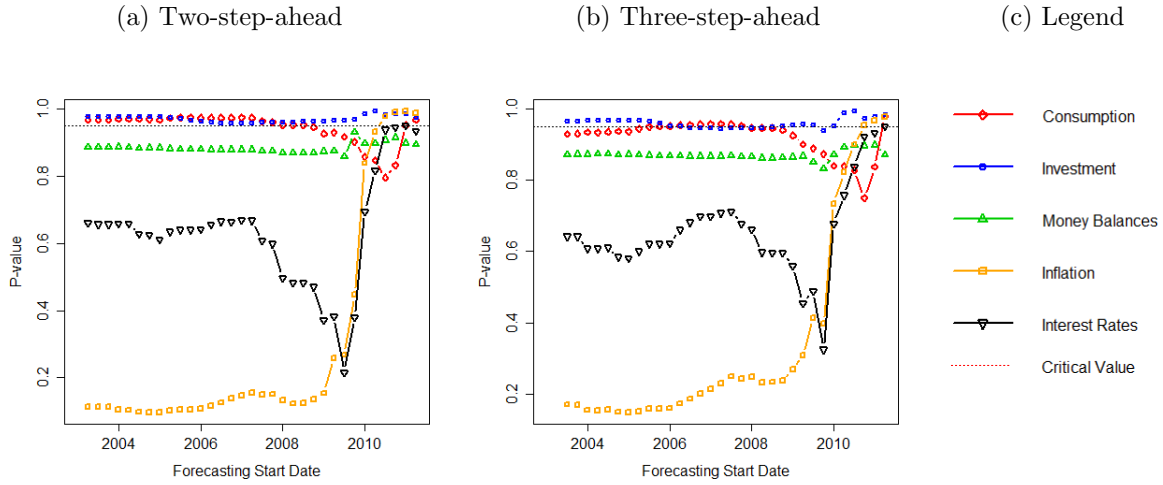 (a) Two-step-ahead
(b) Three-step-ahead
(c) Legend
P-value
1.0
0.8
0.6
0.4
0.2
2004 2006 2008 2010
Forecasting Start Date
P-value
1.0
0.8
0.6
0.4
0.2
2004 2006 2008 2010
Forecasting Start Date
Consumption
Investment
Money Balances
Inflation
Interest Rates
Critical Value